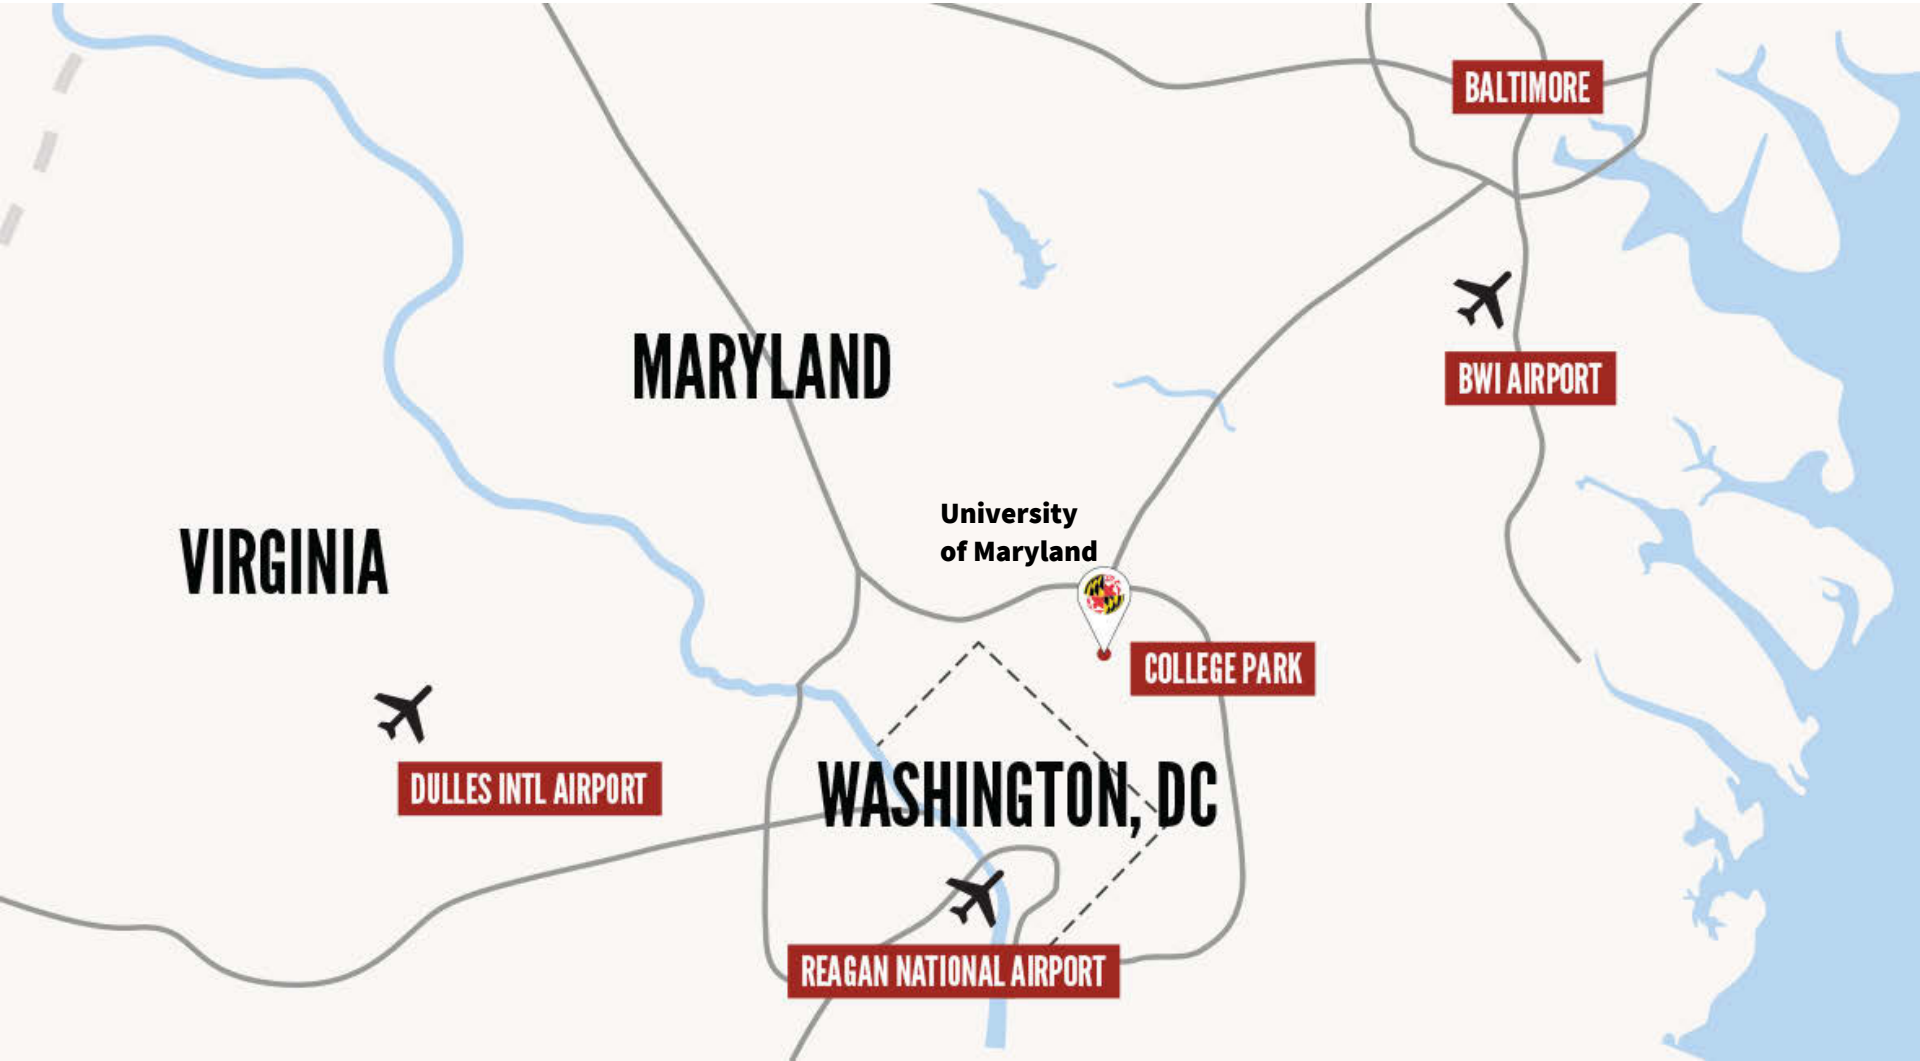 BALTIMORE
MARYLAND
BWI AIRPORT
University
of Maryland
VIRGINIA
COLLEGE PARK
DULLES INTL AIRPORT
WASHINGTON, DC
REAGAN NATIONAL AIRPORT